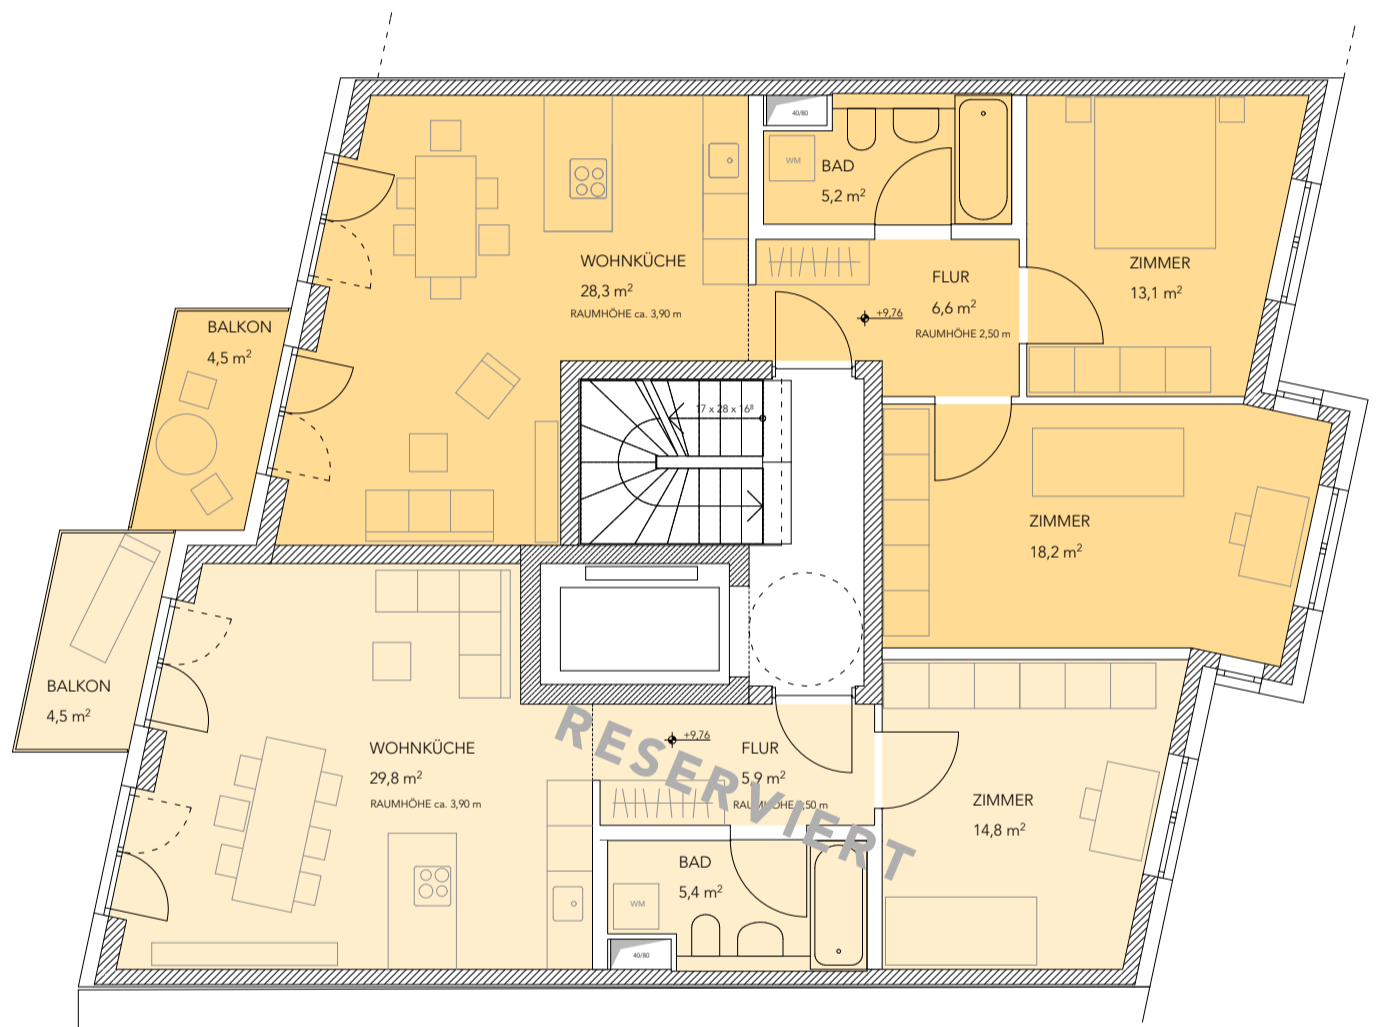 40/80
WM
BAD
5,2 m²
WOHNKÜCHE
28,3 m²
RAUMHÖHE ca. 3,90 m
FLUR
6,6 m²
RAUMHÖHE 2,50 m
+9,76
ZIMMER
13,1 m²
BALKON
4,5 m²
17 x 28 x 16⁸
ZIMMER
18,2 m²
BALKON
4,5 m²
WOHNKÜCHE
29,8 m²
RAUMHÖHE ca. 3,90 m
+9,76
FLUR
5,9 m²
RAUMHÖHE 2,50 m
RESERVIERT
ZIMMER
14,8 m²
BAD
5,4 m²
WM
40/80